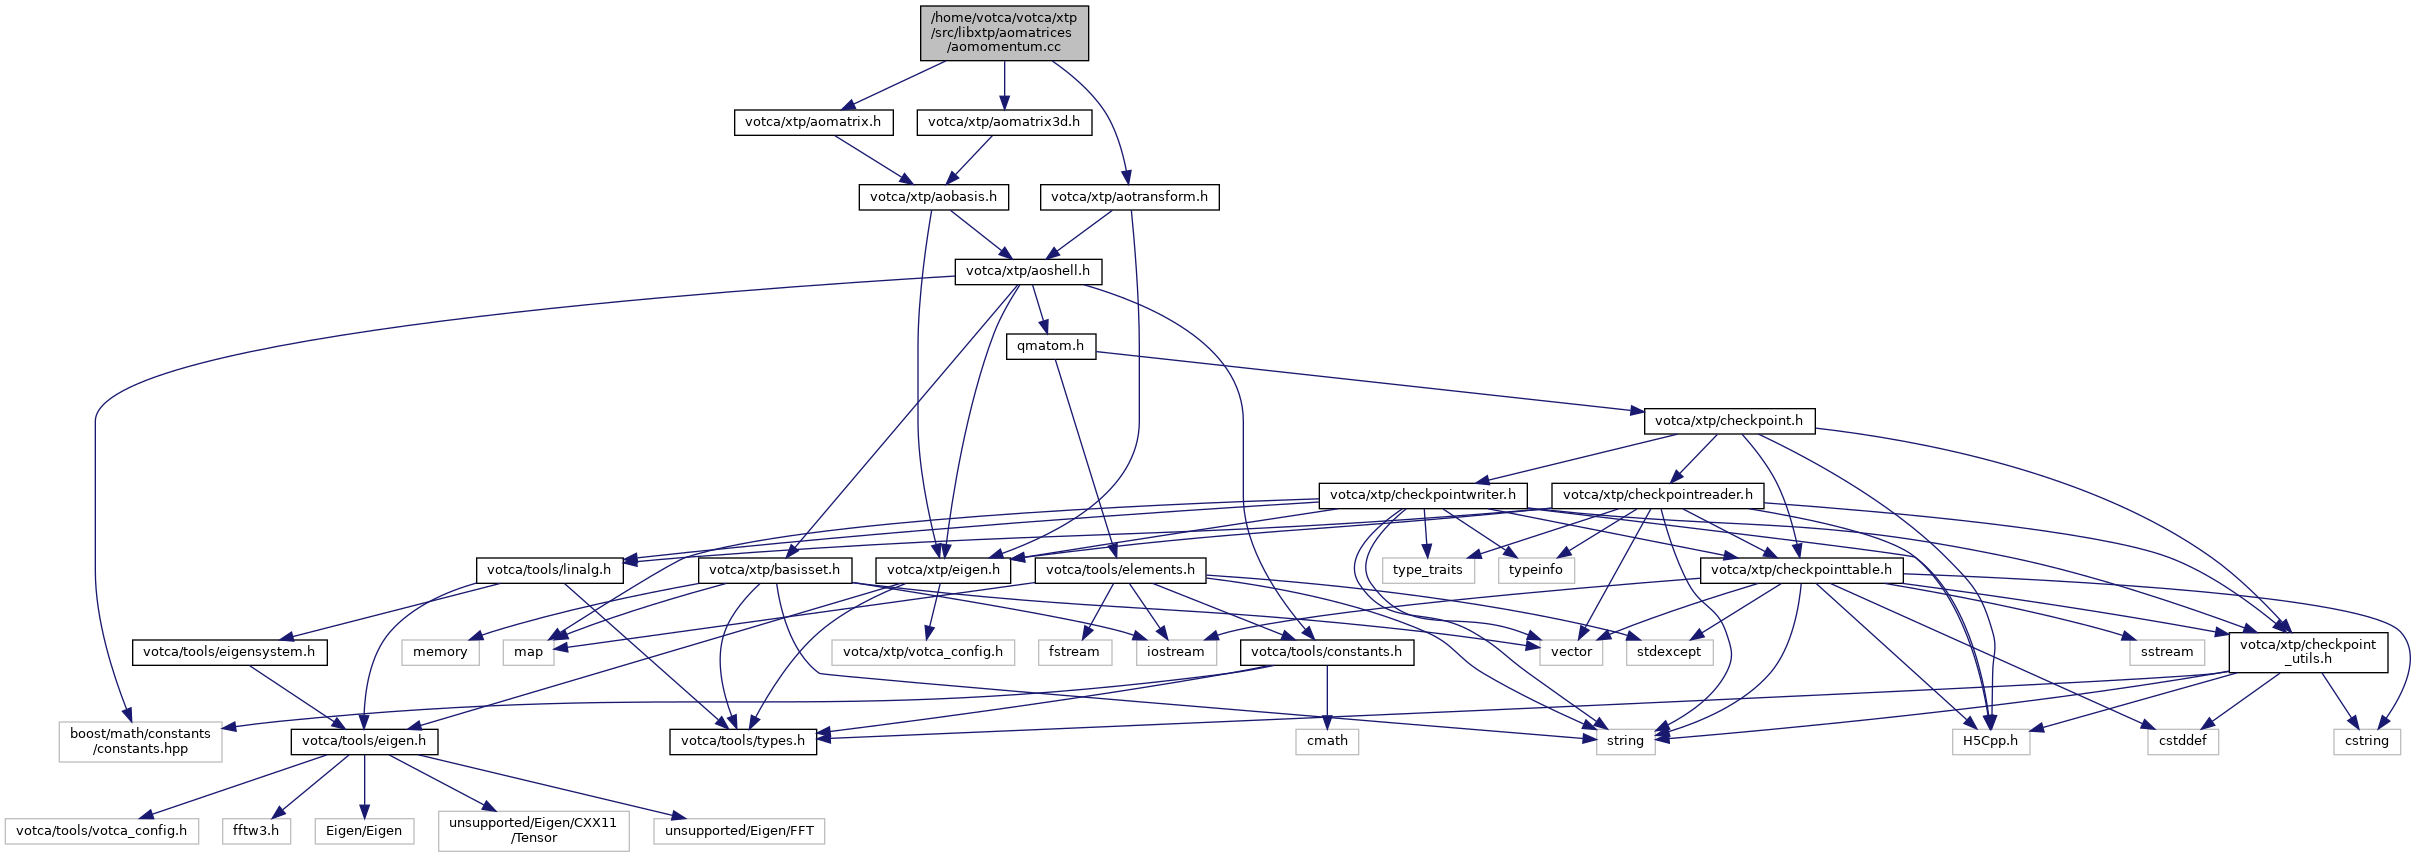 /home/votca/votca/xtp
/src/libxtp/aomatrices
/aomomentum.cc
votca/xtp/aomatrix.h
votca/xtp/aomatrix3d.h
votca/xtp/aobasis.h
votca/xtp/aotransform.h
votca/xtp/aoshell.h
qmatom.h
votca/xtp/checkpoint.h
votca/xtp/checkpointwriter.h
votca/xtp/checkpointreader.h
votca/tools/linalg.h
votca/xtp/basisset.h
votca/xtp/eigen.h
votca/tools/elements.h
type_traits
typeinfo
votca/xtp/checkpointtable.h
votca/tools/eigensystem.h
memory
map
votca/xtp/votca_config.h
fstream
iostream
votca/tools/constants.h
vector
stdexcept
sstream
votca/xtp/checkpoint
_utils.h
boost/math/constants
/constants.hpp
votca/tools/eigen.h
votca/tools/types.h
cmath
string
H5Cpp.h
cstddef
cstring
votca/tools/votca_config.h
fftw3.h
Eigen/Eigen
unsupported/Eigen/CXX11
/Tensor
unsupported/Eigen/FFT